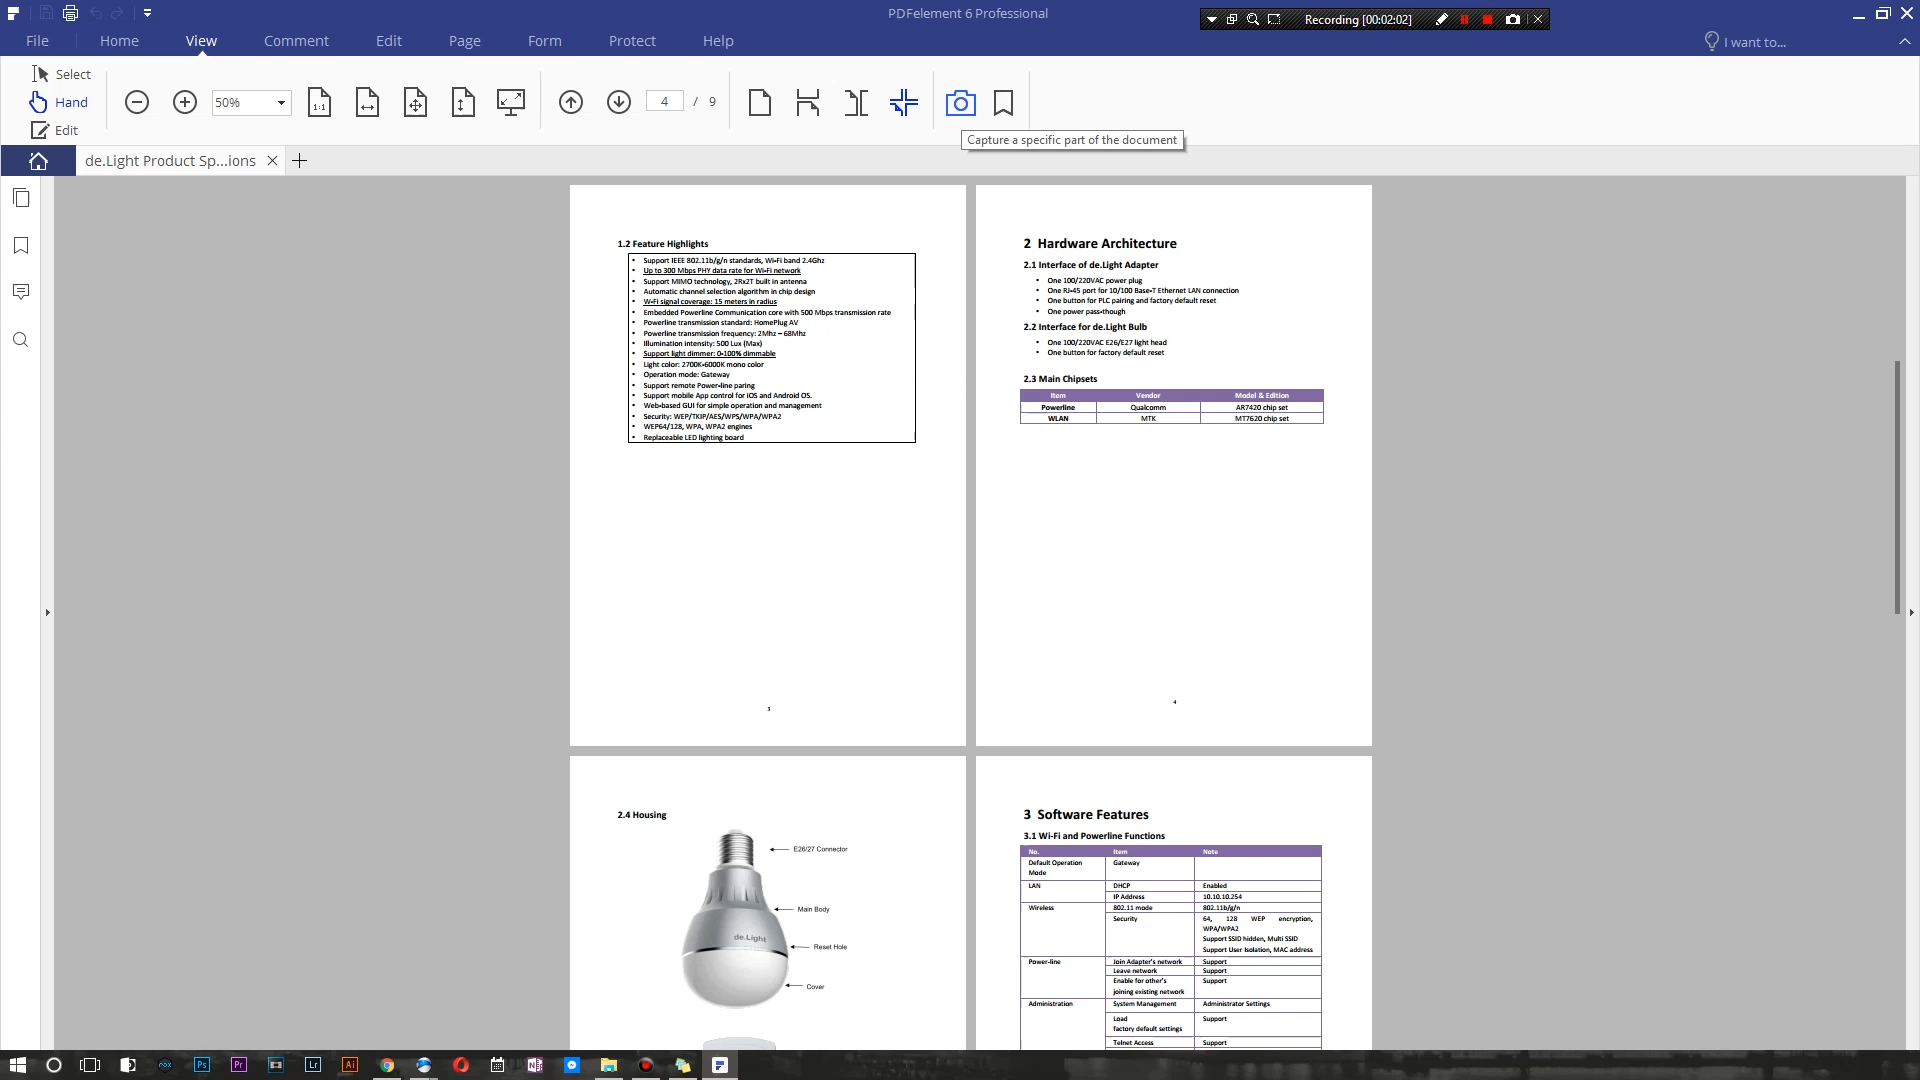 PDFelement 6 Professional
Recording [00:02:02]
File Home View Comment Edit Page Form Protect Help
I want to...
Select
Hand
Edit
50%
1:1
4 / 9
Capture a specific part of the document
de.Light Product Sp...ions
1.2 Feature Highlights
• Support IEEE 802.11b/g/n standards, Wi-Fi band 2.4Ghz
• Up to 300 Mbps PHY data rate for Wi-Fi network
• Support MIMO technology, 2Rx2T built in antenna
• Automatic channel selection algorithm in chip design
• Wi-Fi signal coverage: 15 meters in radius
• Embedded Powerline Communication core with 500 Mbps transmission rate
• Powerline transmission standard: HomePlug AV
• Powerline transmission frequency: 2Mhz – 68Mhz
• Illumination intensity: 500 Lux (Max)
• Support light dimmer: 0-100% dimmable
• Light color: 2700K-6000K mono color
• Operation mode: Gateway
• Support remote Power-line paring
• Support mobile App control for iOS and Android OS.
• Web-based GUI for simple operation and management
• Security: WEP/TKIP/AES/WPS/WPA/WPA2
• WEP64/128, WPA, WPA2 engines
• Replaceable LED lighting board
3
2 Hardware Architecture
2.1 Interface of de.Light Adapter
• One 100/220VAC power plug
• One RJ-45 port for 10/100 Base-T Ethernet LAN connection
• One button for PLC pairing and factory default reset
• One power pass-though
2.2 Interface for de.Light Bulb
• One 100/220VAC E26/E27 light head
• One button for factory default reset
2.3 Main Chipsets
Item Vendor Model & Edition
Powerline Qualcomm AR7420 chip set
WLAN MTK MT7620 chip set
4
2.4 Housing
E26/27 Connector
Main Body
de.Light
Reset Hole
Cover
3 Software Features
3.1 Wi-Fi and Powerline Functions
No. Item Note
Default Operation Gateway
Mode
LAN DHCP Enabled
IP Address 10.10.10.254
Wireless 802.11 mode 802.11b/g/n
Security 64, 128 WEP encryption,
WPA/WPA2
Support SSID hidden, Multi SSID
Support User Isolation, MAC address
Power-line Join Adapter's network Support
Leave network Support
Enable for other's Support
joining existing network
Administration System Management Administrator Settings
Load Support
factory default settings
Telnet Access Support
Ps Pr Lr Ai